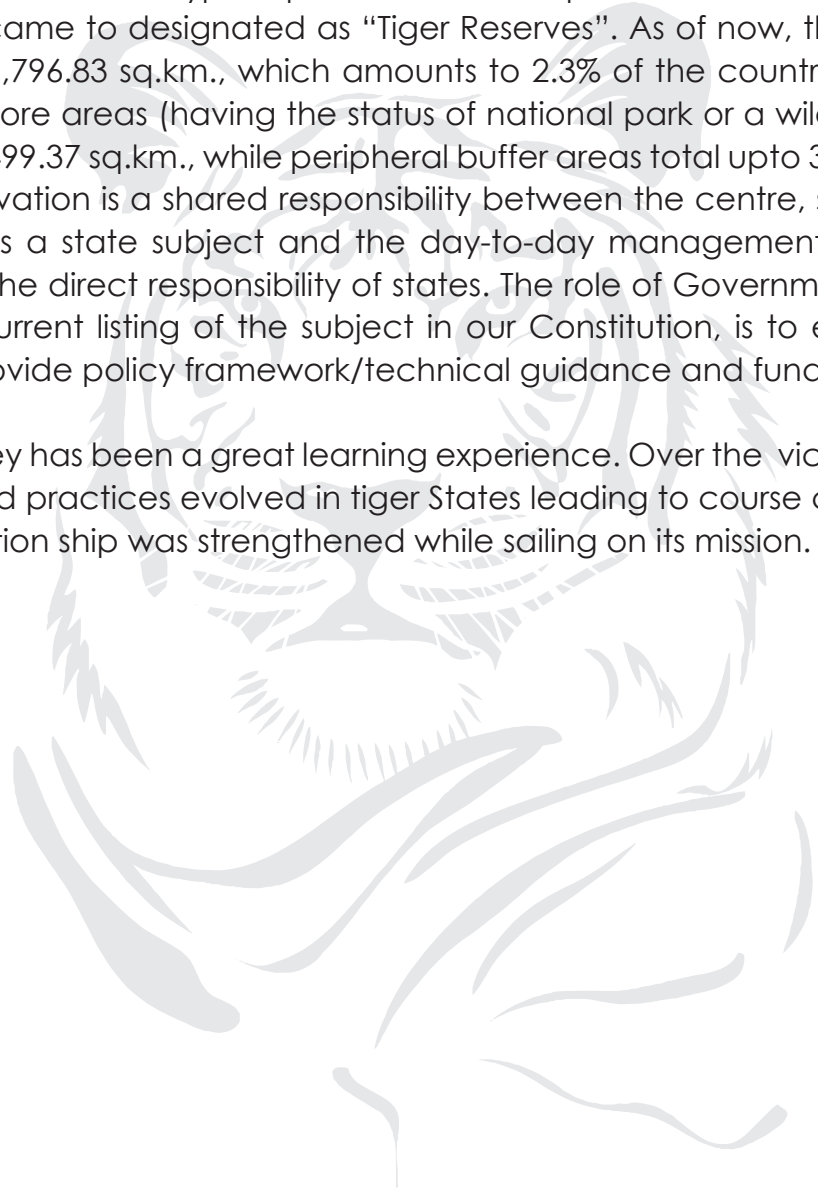 came to designated as “Tiger Reserves”. As of now, th
,796.83 sq.km., which amounts to 2.3% of the countr
ore areas (having the status of national park or a wil
99.37 sq.km., while peripheral buffer areas total upto 3
vation is a shared responsibility between the centre, s
s a state subject and the day-to-day management
he direct responsibility of states. The role of Governm
urrent listing of the subject in our Constitution, is to e
ovide policy framework/technical guidance and func
ey has been a great learning experience. Over the vic
d practices evolved in tiger States leading to course c
tion ship was strengthened while sailing on its mission.